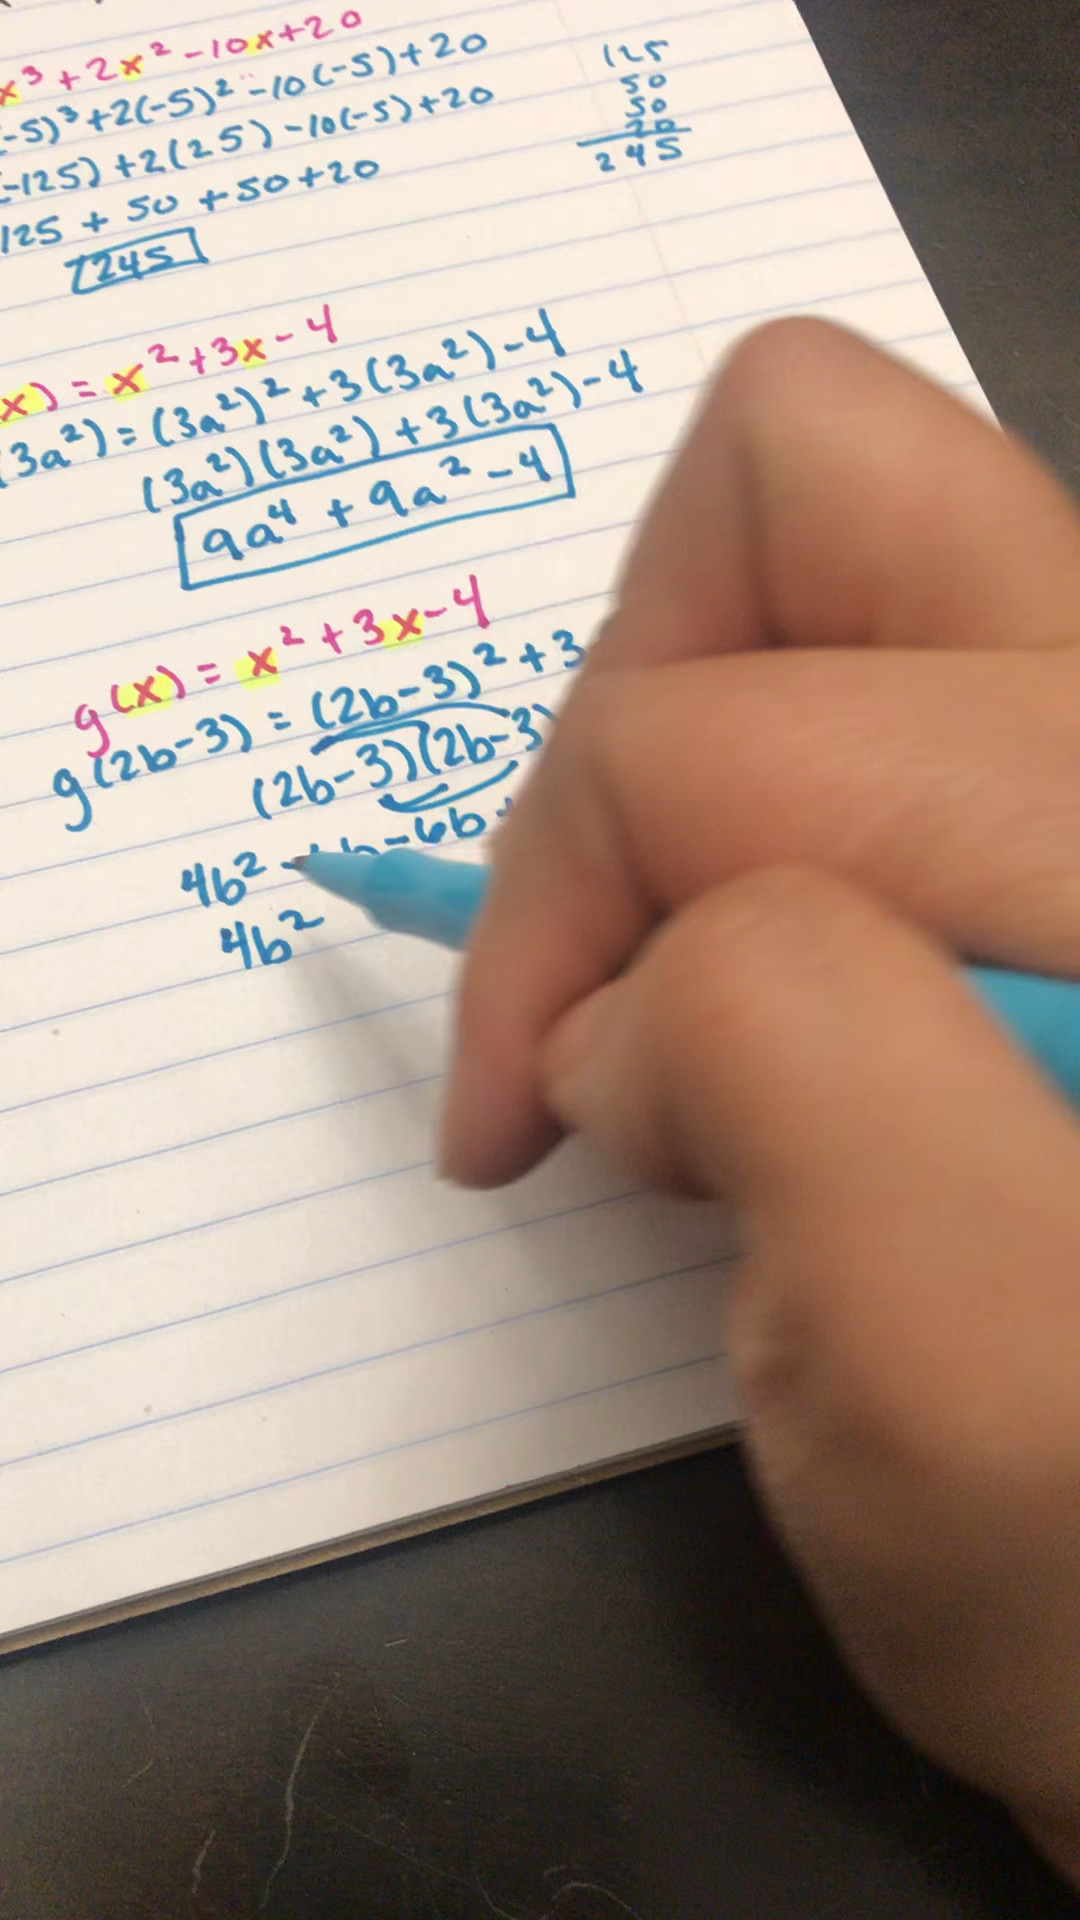 x³+2x²-10x+20
-5)³+2(-5)²-10(-5)+20
-125)+2(25)-10(-5)+20
125+50+50+20
245
125
50
50
20
245
x)=x²+3x-4
(3a²)=(3a²)²+3(3a²)-4
(3a²)(3a²)+3(3a²)-4
9a⁴+9a²-4
g(x)=x²+3x-4
g(2b-3)=(2b-3)²+3
(2b-3)(2b-3)
4b²-6b-6b+
4b²